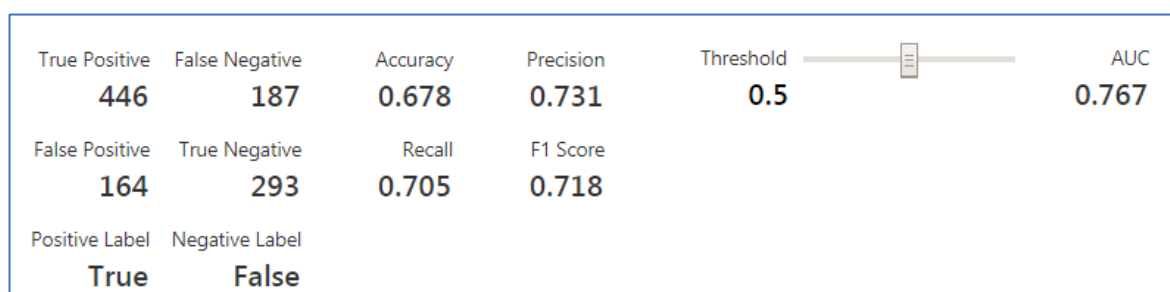 True Positive False Negative Accuracy Precision Threshold AUC
446 187 0.678 0.731 0.5 0.767
False Positive True Negative Recall F1 Score
164 293 0.705 0.718
Positive Label Negative Label
True False